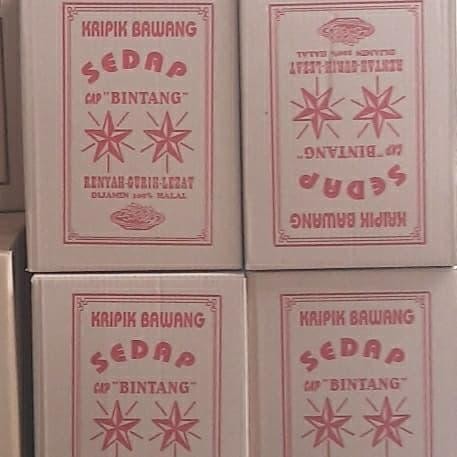 KRIPIK BAWANG
SEDAP
CAP "BINTANG"
RENYAH-GURIH-LEZAT
DIJAMIN 100% HALAL
KRIPIK BAWANG
SEDAP
CAP "BINTANG"
RENYAH-GURIH-LEZAT
DIJAMIN 100% HALAL
KRIPIK BAWANG
SEDAP
CAP "BINTANG"
KRIPIK BAWANG
SEDAP
CAP "BINTANG"